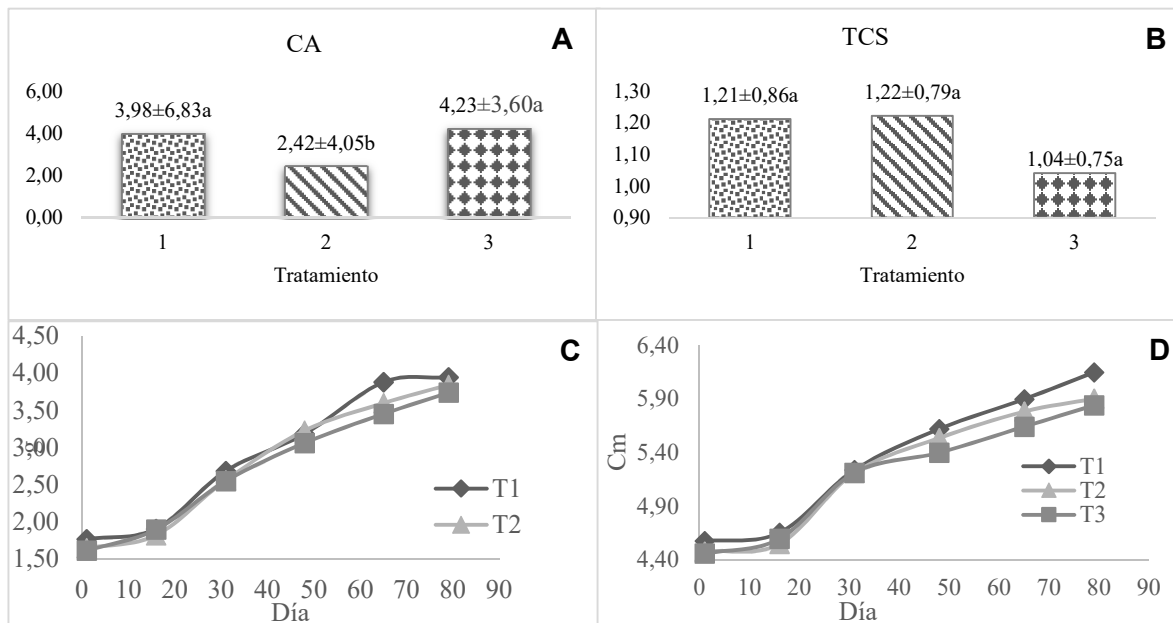 CA
A
6,00
4,00
2,00
0,00
3,98±6,83a
2,42±4,05b
4,23±3,60a
1
2
3
Tratamiento
TCS
B
1,30
1,20
1,10
1,00
0,90
1,21±0,86a
1,22±0,79a
1,04±0,75a
1
2
3
Tratamiento
C
4,50
4,00
3,50
3,00
2,50
2,00
1,50
T1
T2
0 10 20 30 40 50 60 70 80 90
Día
D
6,40
5,90
5,40
4,90
4,40
Cm
T1
T2
T3
0 10 20 30 40 50 60 70 80 90
Día